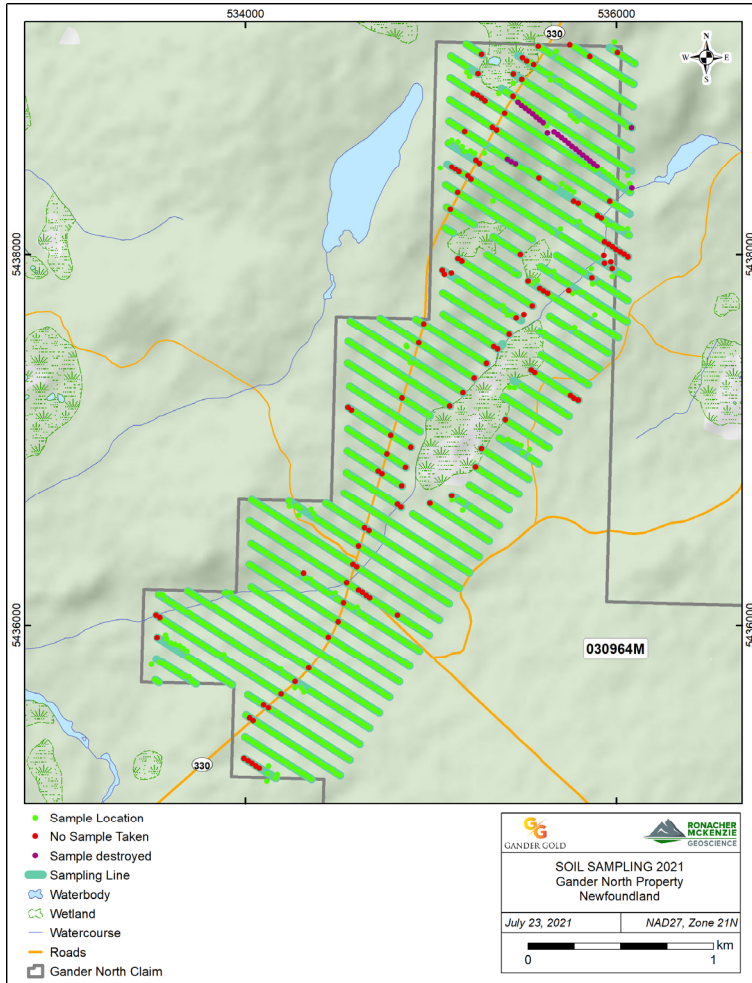 534000
536000
330
N
W E
S
5438000
5438000
5436000
5436000
030964M
330
Sample Location
No Sample Taken
Sample destroyed
Sampling Line
Waterbody
Wetland
Watercourse
Roads
Gander North Claim
GG
GANDER GOLD
RONACHER
MCKENZIE
GEOSCIENCE
SOIL SAMPLING 2021
Gander North Property
Newfoundland
July 23, 2021
NAD27, Zone 21N
km
0 1